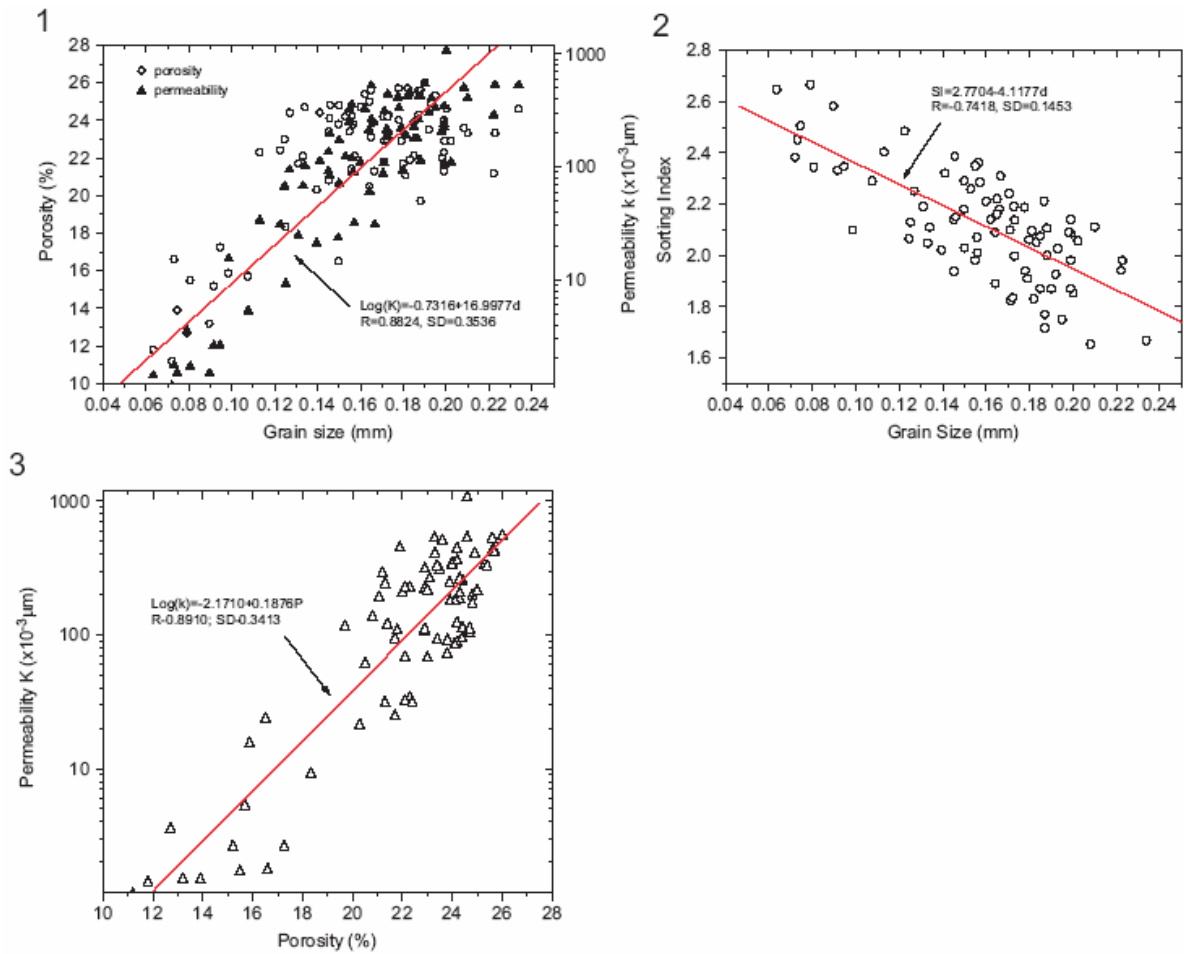 1
28
26
24
22
20
18
16
14
12
10
Porosity (%)
porosity
permeability
1000
100
10
Permeability k (x10⁻³µm)
Log(K)=-0.7316+16.9977d
R=0.8824, SD=0.3536
0.04 0.06 0.08 0.10 0.12 0.14 0.16 0.18 0.20 0.22 0.24
Grain size (mm)
2
2.8
2.6
2.4
2.2
2.0
1.8
1.6
Sorting Index
SI=2.7704-4.1177d
R=-0.7418, SD=0.1453
0.04 0.06 0.08 0.10 0.12 0.14 0.16 0.18 0.20 0.22 0.24
Grain Size (mm)
3
1000
100
10
Permeability K (x10⁻³µm)
Log(k)=-2.1710+0.1876P
R-0.8910; SD-0.3413
10 12 14 16 18 20 22 24 26 28
Porosity (%)